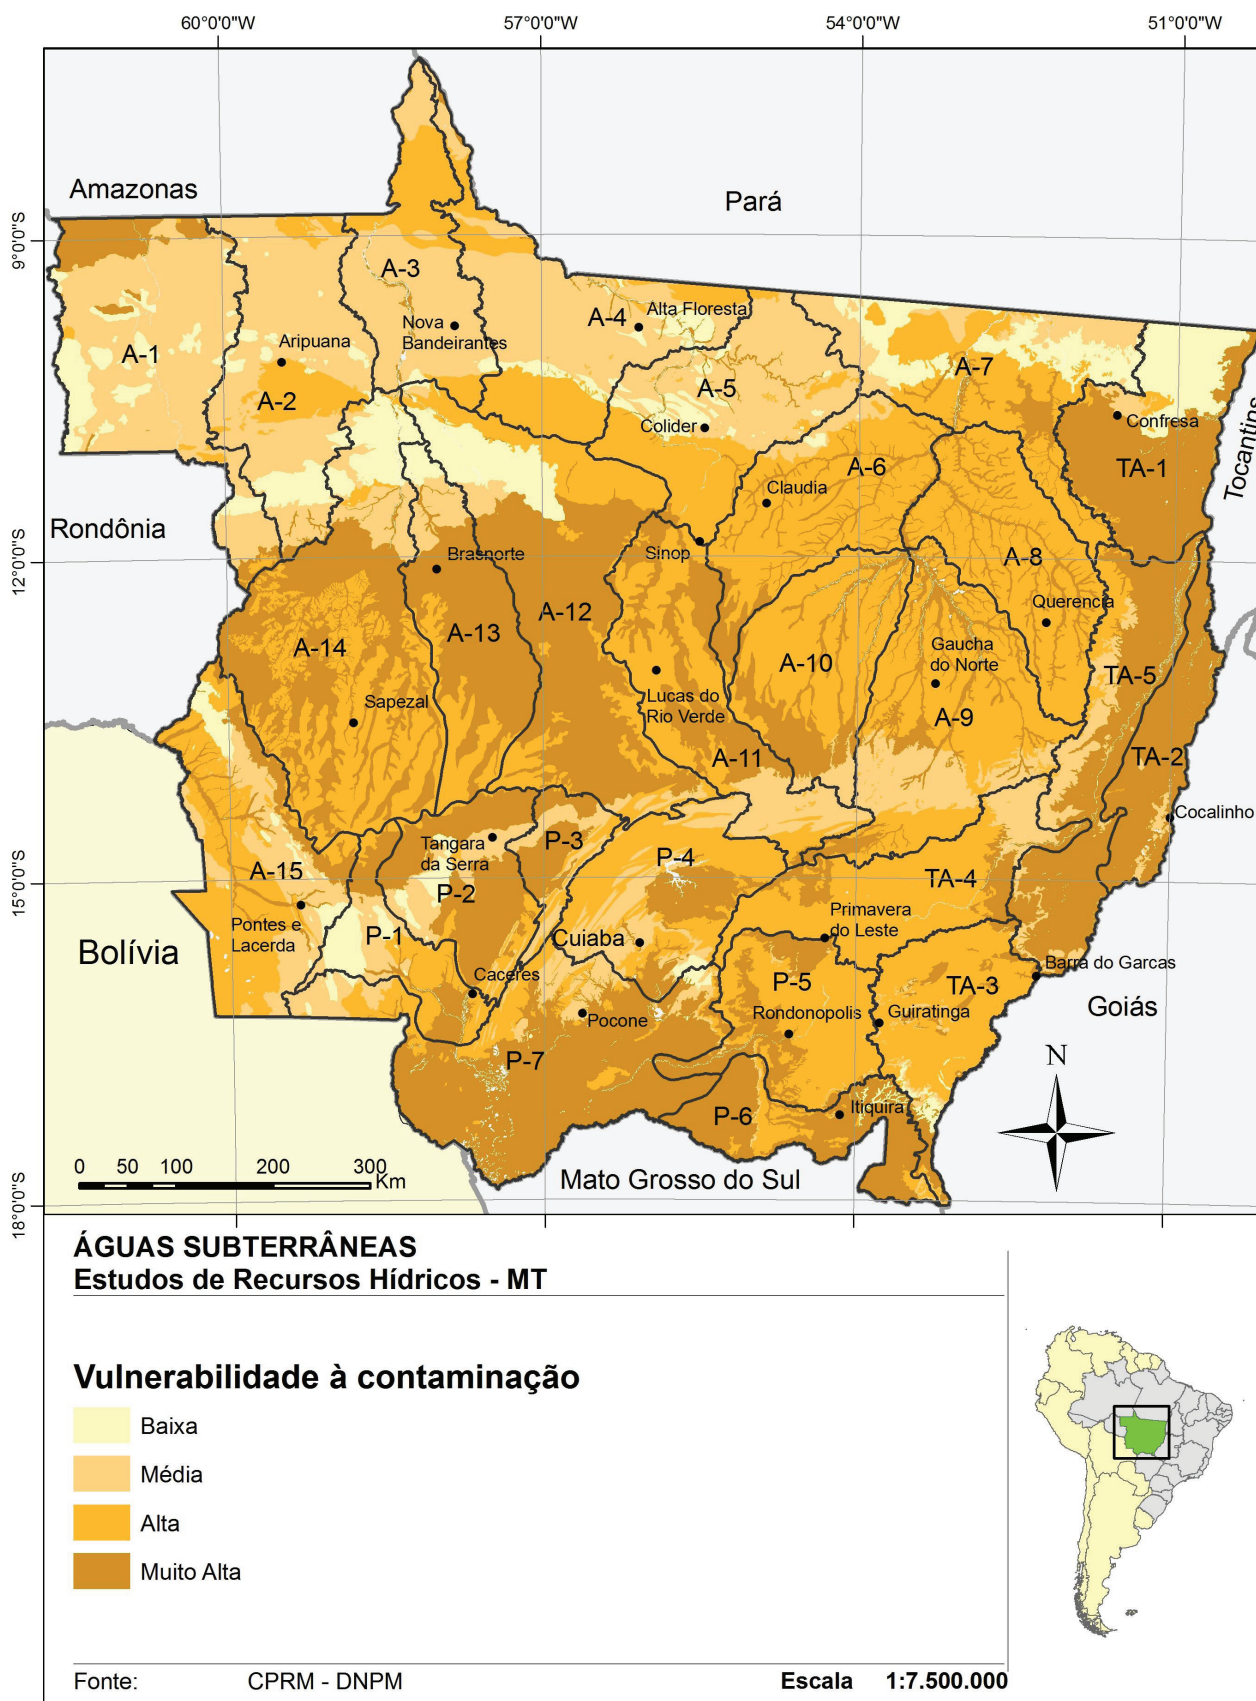 60°0'0"W
57°0'0"W
54°0'0"W
51°0'0"W
9°0'0"S
12°0'0"S
15°0'0"S
18°0'0"S
Amazonas
Pará
A-3
A-4
Alta Floresta
Nova
Bandeirantes
A-1
Aripuana
A-2
A-5
A-7
Colider
Confresa
Tocantins
TA-1
A-6
Claudia
Rondônia
Brasnorte
Sinop
A-8
A-12
Querencia
A-14
A-13
A-10
Gaucha
do Norte
TA-5
Sapezal
Lucas do
Rio Verde
A-9
A-11
TA-2
Cocalinho
Tangara
da Serra
P-3
P-4
A-15
P-2
TA-4
Pontes e
Lacerda
P-1
Cuiaba
Primavera
do Leste
Bolívia
Caceres
Barra do Garcas
P-5
TA-3
Goiás
Pocone
Rondonopolis
Guiratinga
N
P-7
P-6
Itiquira
0 50 100 200 300
Km
Mato Grosso do Sul
ÁGUAS SUBTERRÂNEAS
Estudos de Recursos Hídricos - MT
Vulnerabilidade à contaminação
Baixa
Média
Alta
Muito Alta
Fonte: CPRM - DNPM Escala 1:7.500.000